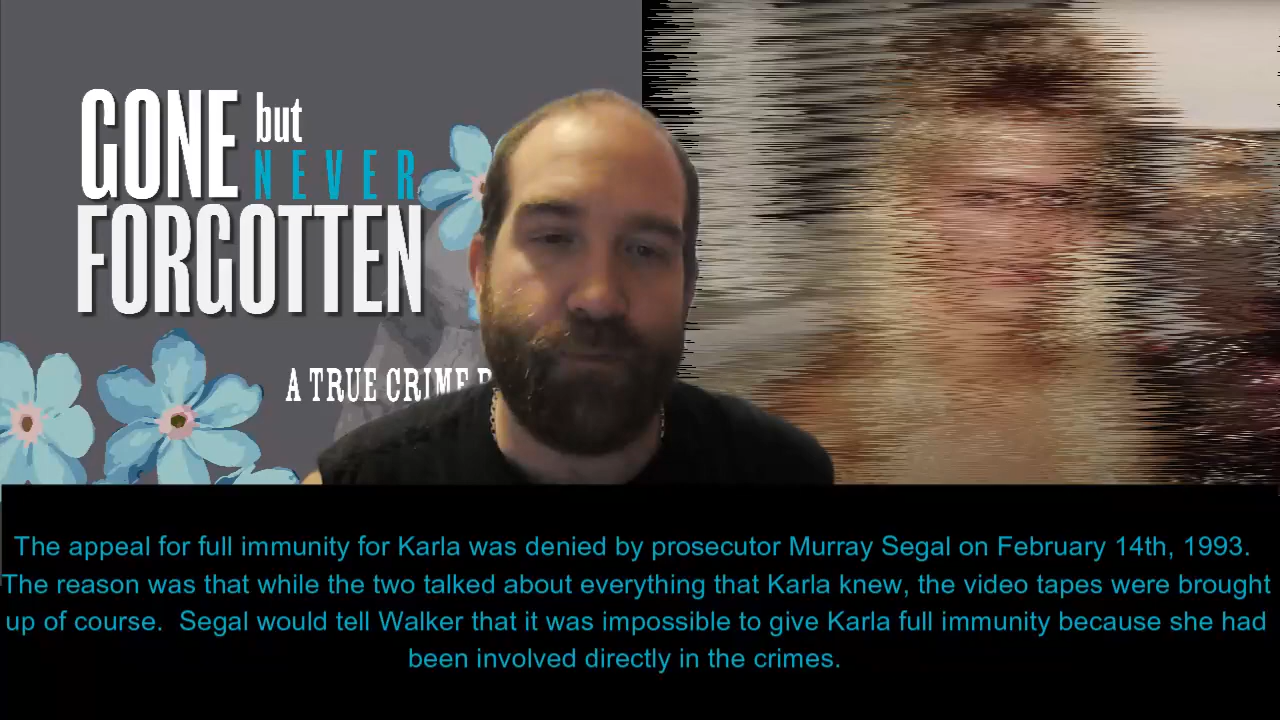 GONE but
NEVER
FORGOTTEN
A TRUE CRIME
The appeal for full immunity for Karla was denied by prosecutor Murray Segal on February 14th, 1993.
The reason was that while the two talked about everything that Karla knew, the video tapes were brought
up of course.  Segal would tell Walker that it was impossible to give Karla full immunity because she had
been involved directly in the crimes.